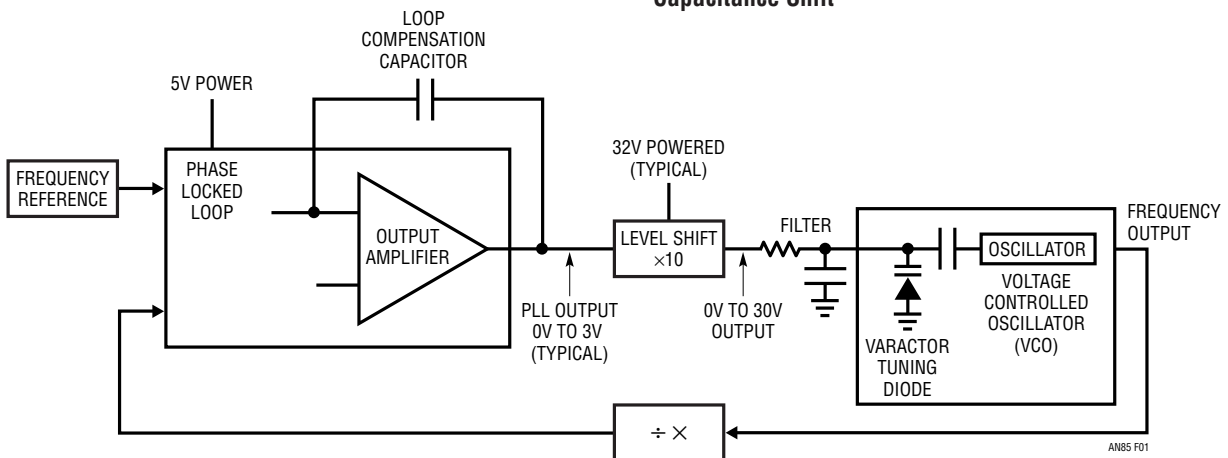 Capacitance Shift
LOOP
COMPENSATION
CAPACITOR
5V POWER
FREQUENCY
REFERENCE
PHASE
LOCKED
LOOP
OUTPUT
AMPLIFIER
PLL OUTPUT
0V TO 3V
(TYPICAL)
32V POWERED
(TYPICAL)
LEVEL SHIFT
×10
0V TO 30V
OUTPUT
FILTER
VARACTOR
TUNING
DIODE
OSCILLATOR
VOLTAGE
CONTROLLED
OSCILLATOR
(VCO)
FREQUENCY
OUTPUT
÷ ×
AN85 F01